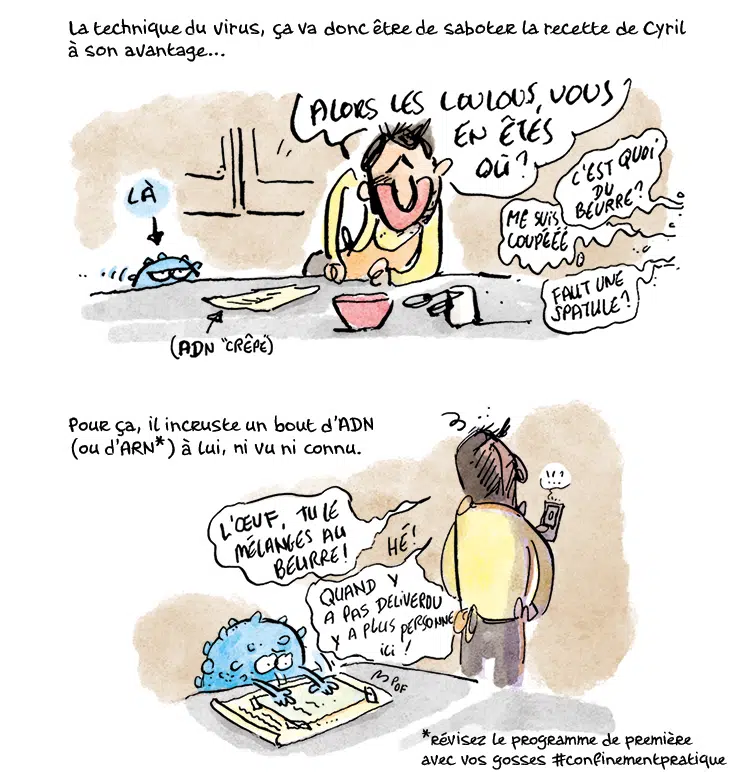 La technique du virus, ça va donc être de saboter la recette de Cyril
à son avantage...
ALORS LES LOULOUS, VOUS
EN ÊTES
OÙ ?
LÀ
C'EST QUOI
DU
BEURRE ?
ME SUIS
COUPÉÉÉ
FAUT UNE
SPATULE ?
(ADN "CRÊPE")
Pour ça, il incruste un bout d'ADN
(ou d'ARN*) à lui, ni vu ni connu.
!!?
L'ŒUF, TU LE
MÉLANGES AU
BEURRE !
HÉ !
QUAND Y
A PAS DELIVEROU
Y A PLUS PERSONNE
ici !
POF
*révisez le programme de première
avec vos gosses #confinementpratique